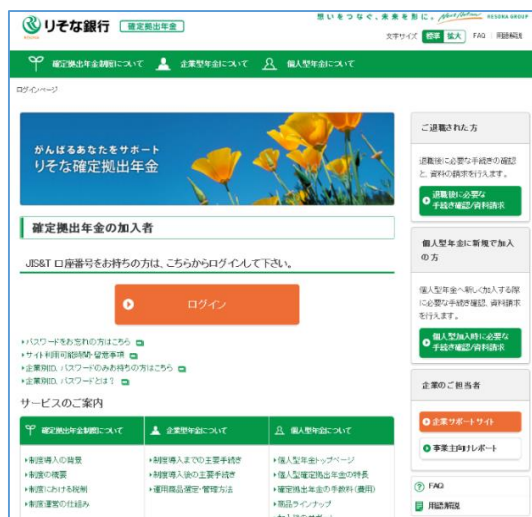 想いをつなぐ、未来を形に。 Next Action RESONA GROUP
りそな銀行 確定拠出年金
RESONA
文字サイズ 標準 拡大 FAQ 用語解説
確定拠出年金制度について 企業型年金について 個人型年金について
ログインページ
がんばるあなたをサポート
りそな確定拠出年金
確定拠出年金の加入者
JIS&T 口座番号をお持ちの方は、こちらからログインして下さい。
ログイン
パスワードをお忘れの方はこちら
サイト利用可能時間・留意事項
企業別ID、パスワードのみお持ちの方はこちら
企業別ID、パスワードとは?
サービスのご案内
確定拠出年金制度について
制度導入の背景
制度の概要
制度における税制
制度運営の仕組み
企業型年金について
制度導入までの主要手続き
制度導入後の主要手続き
運用商品選定・管理方法
個人型年金について
個人型年金トップページ
個人型確定拠出年金の特長
確定拠出年金の手数料(費用)
商品ラインナップ
加入後のサポート
ご退職された方
退職後に必要な手続きの確認
と、資料の請求を行えます。
退職後に必要な
手続き確認/資料請求
個人型年金に新規で加入
の方
個人型年金へ新しく加入する際
に必要な手続き確認、資料請求
を行えます。
個人型加入時に必要な
手続き確認/資料請求
企業のご担当者
企業サポートサイト
事業主向けレポート
FAQ
用語解説